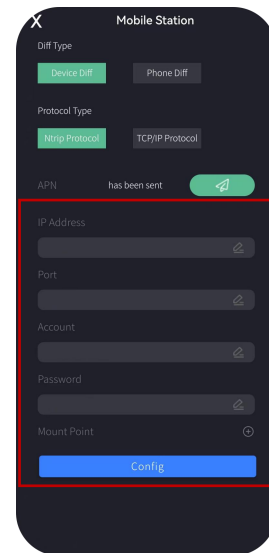 X Mobile Station
Diff Type
Device Diff Phone Diff
Protocol Type
Ntrip Protocol TCP/IP Protocol
APN has been sent
IP Address
Port
Account
Password
Mount Point
Config